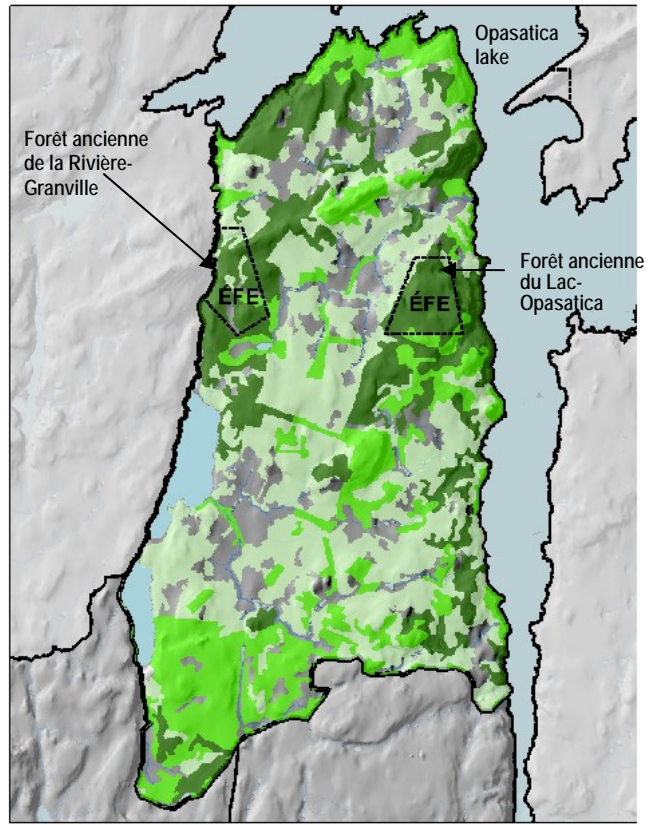 Opasatica
lake
Forêt ancienne
de la Rivière-
Granville
Forêt ancienne
du Lac-
Opasatica
ÉFE
ÉFE